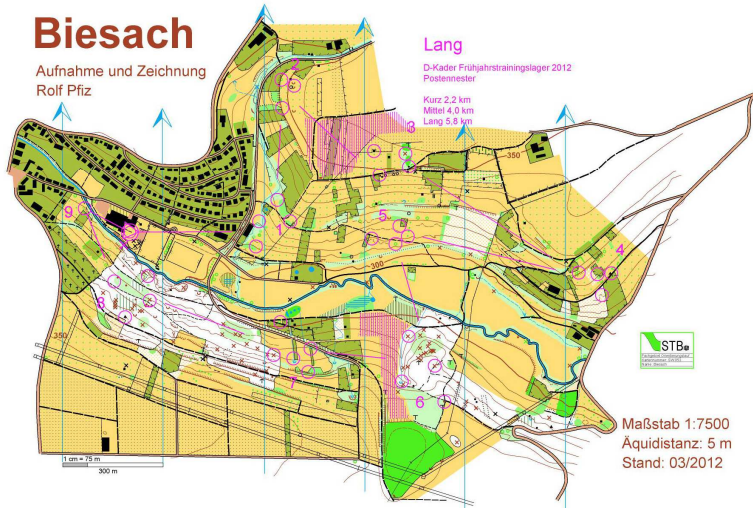 Biesach
Aufnahme und Zeichnung
Rolf Pfiz
Lang
D-Kader Frühjahrstrainingslager 2012
Postennester
Kurz 2,2 km
Mittel 4,0 km
Lang 5,8 km
2
3
350
9
1
5
300
4
8
350
7
6
STB
Maßstab 1:7500
Äquidistanz: 5 m
Stand: 03/2012
1 cm = 75 m
300 m